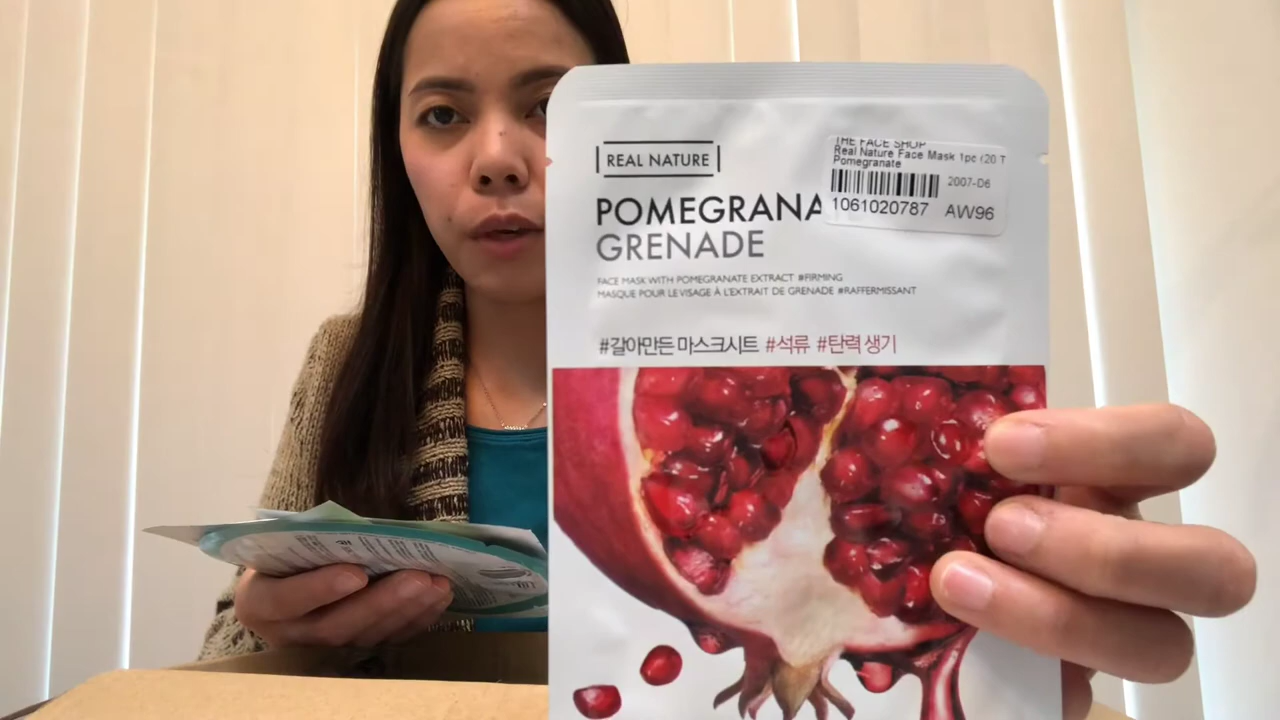 REAL NATURE
THE FACE SHOP
Real Nature Face Mask 1pc (20 T
Pomegranate
2007-D6
1061020787 AW96
POMEGRANA
GRENADE
FACE MASK WITH POMEGRANATE EXTRACT #FIRMING
MASQUE POUR LE VISAGE À L'EXTRAIT DE GRENADE #RAFFERMISSANT
#갈아만든 마스크시트 #석류 #탄력 생기